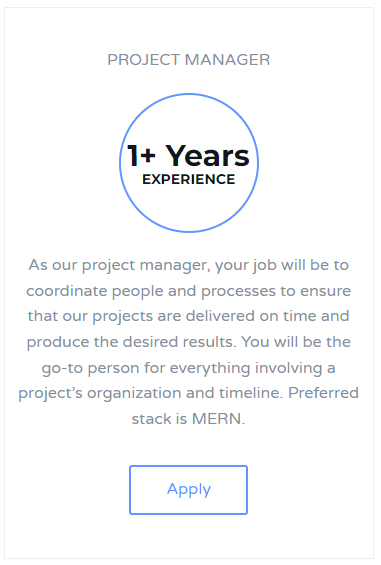 PROJECT MANAGER
1+ Years
EXPERIENCE
As our project manager, your job will be to
coordinate people and processes to ensure
that our projects are delivered on time and
produce the desired results. You will be the
go-to person for everything involving a
project’s organization and timeline. Preferred
stack is MERN.
Apply